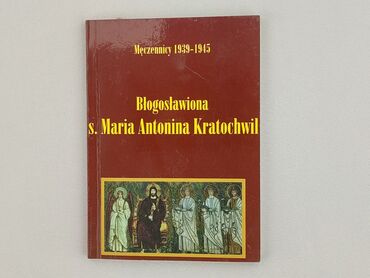 Męczennicy 1939-1945
Błogosławiona
s. Maria Antonina Kratochwil